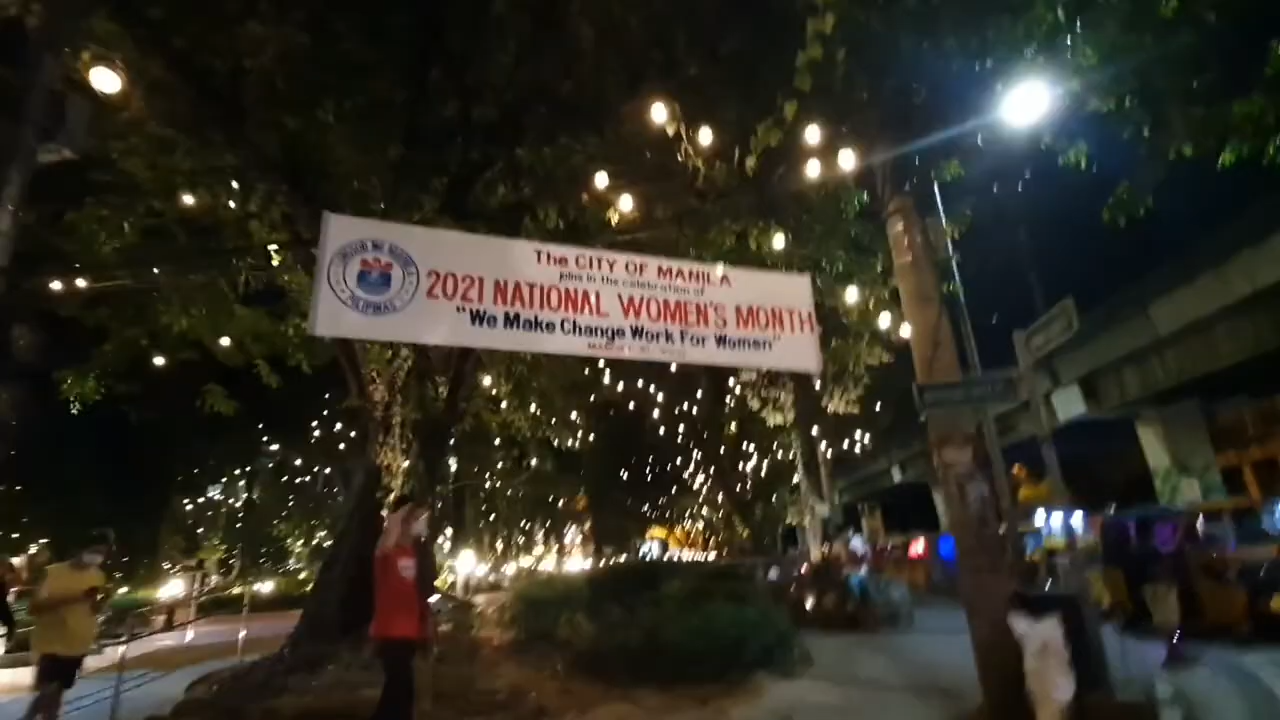 The CITY OF MANILA
joins in the celebration of
2021 NATIONAL WOMEN'S MONTH
"We Make Change Work For Women"
PILIPINAS